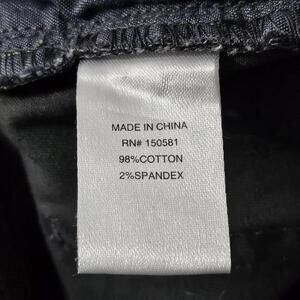 MADE IN CHINA
RN# 150581
98%COTTON
2%SPANDEX